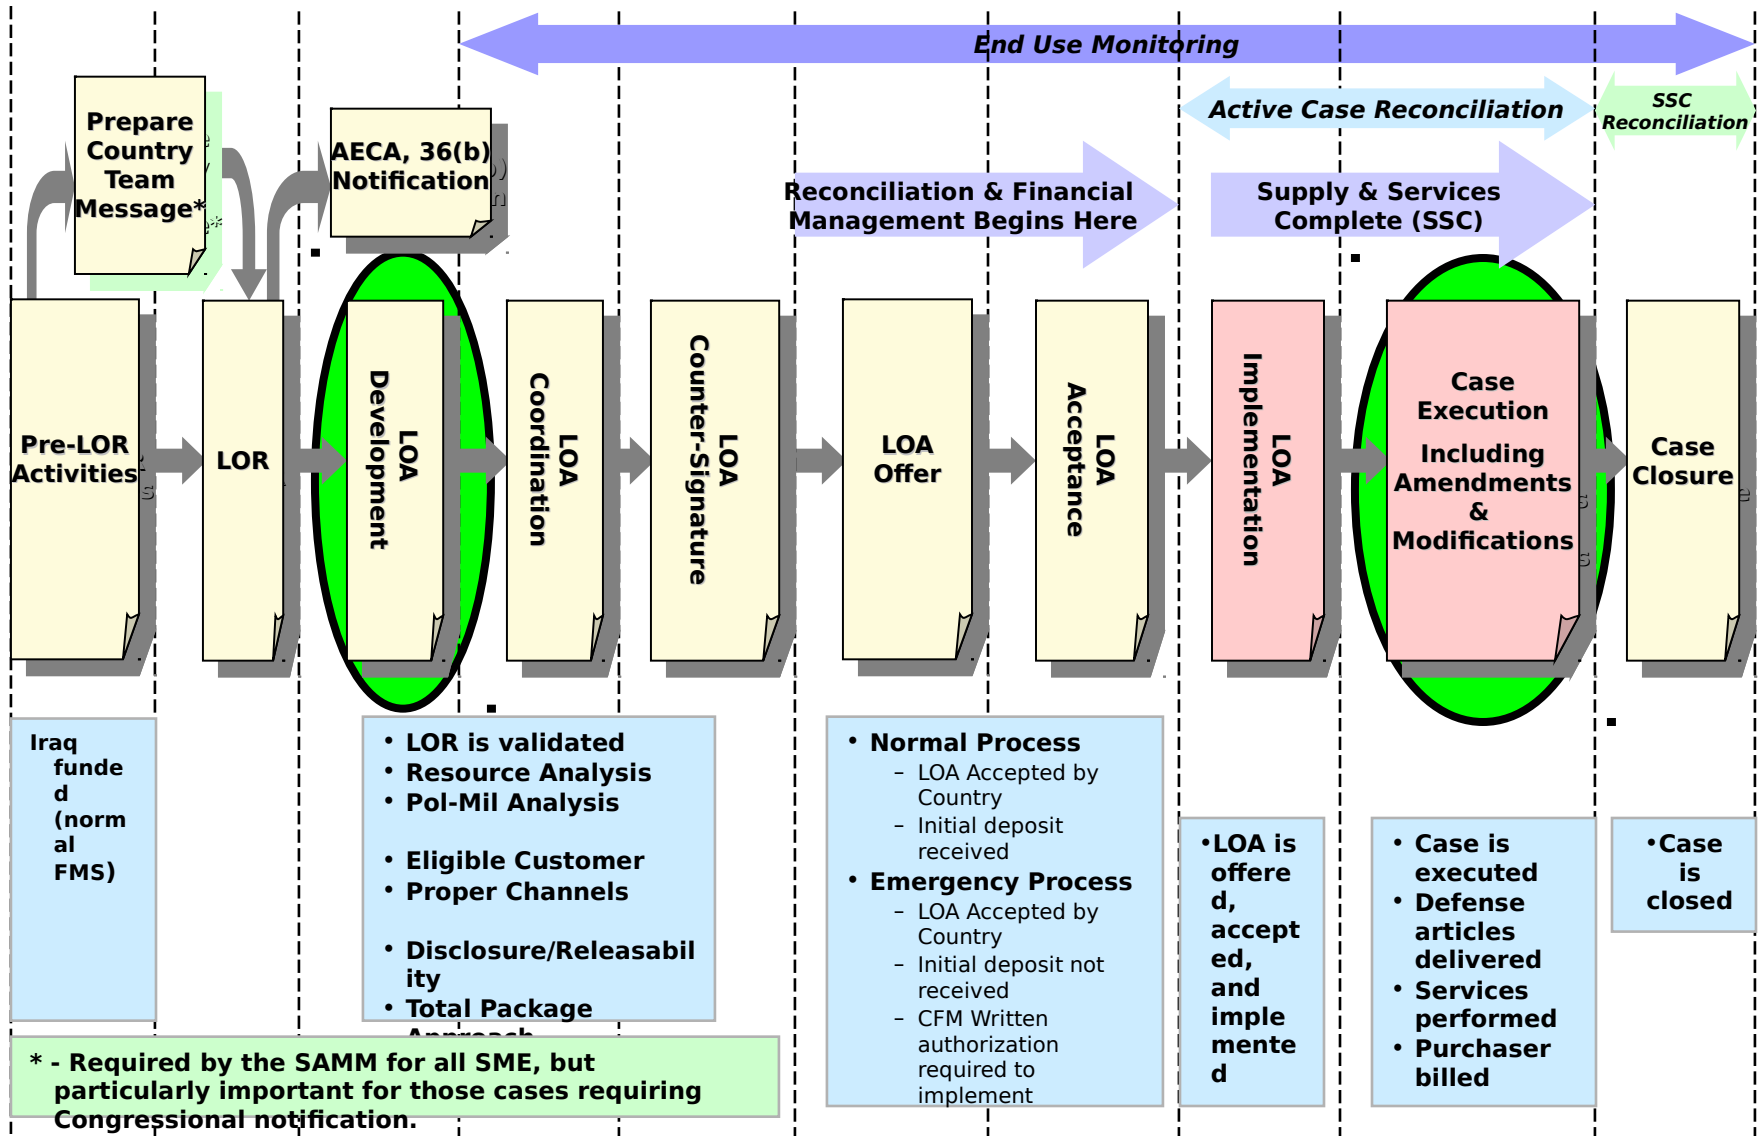 End Use Monitoring
Active Case Reconciliation
SSC
Reconciliation
Prepare
Country
Team
Message*
AECA, 36(b)
Notification
Reconciliation & Financial
Management Begins Here
Supply & Services
Complete (SSC)
Pre-LOR
Activities
LOR
LOA
Development
LOA
Coordination
LOA
Counter-Signature
LOA
Offer
LOA
Acceptance
LOA
Implementation
Case
Execution
Including
Amendments
&
Modifications
Case
Closure
Iraq
funde
d
(norm
al
FMS)
• LOR is validated
• Resource Analysis
• Pol-Mil Analysis
• Eligible Customer
• Proper Channels
• Disclosure/Releasabil
ity
• Total Package
Approach
• Normal Process
– LOA Accepted by
Country
– Initial deposit
received
• Emergency Process
– LOA Accepted by
Country
– Initial deposit not
received
– CFM Written
authorization
required to
implement
•LOA is
offere
d,
accept
ed,
and
imple
mente
d
• Case is
executed
• Defense
articles
delivered
• Services
performed
• Purchaser
billed
•Case
is
closed
* - Required by the SAMM for all SME, but
particularly important for those cases requiring
Congressional notification.